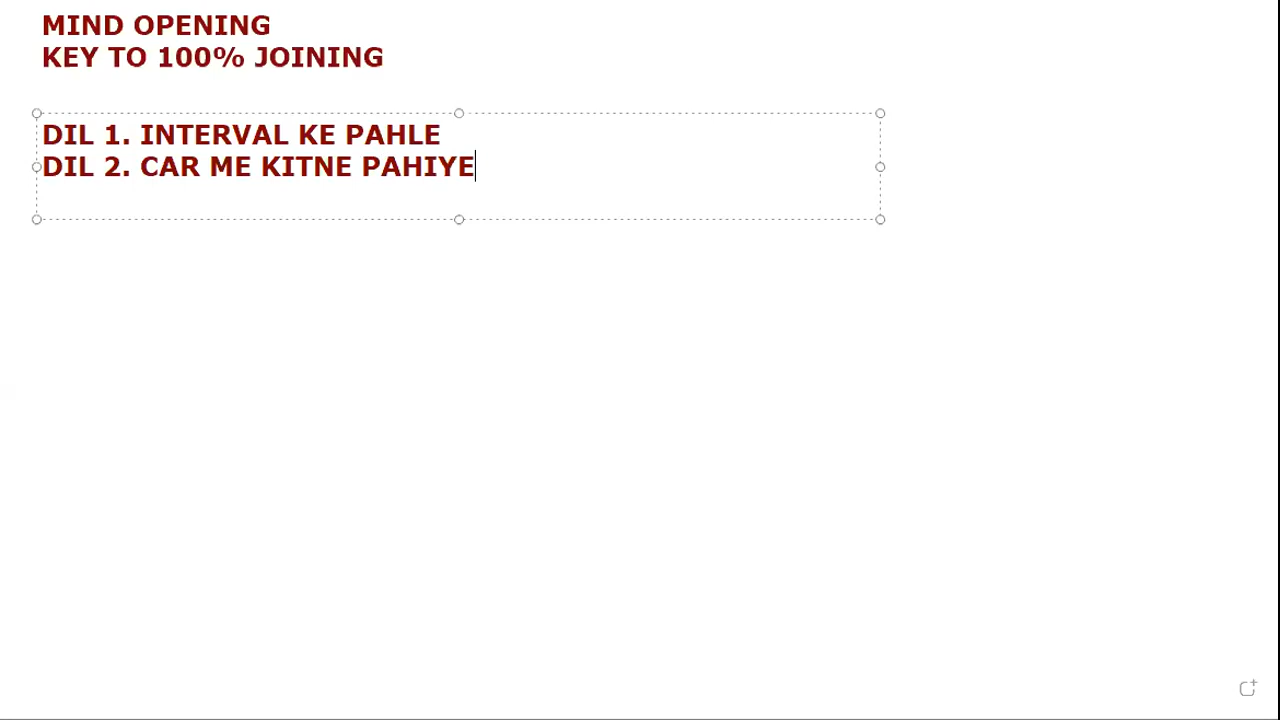 MIND OPENING
KEY TO 100% JOINING
DIL 1. INTERVAL KE PAHLE
DIL 2. CAR ME KITNE PAHIYE